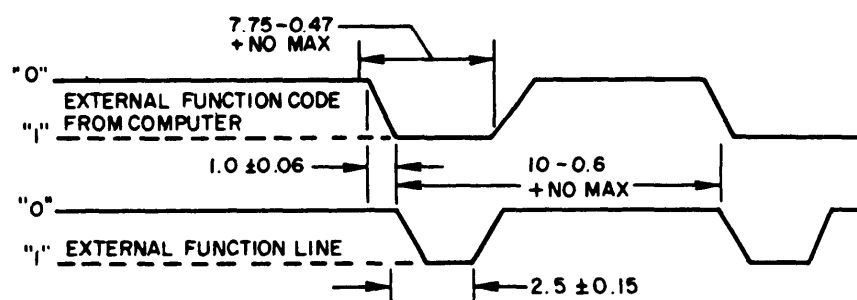 7.75-0.47
+NO MAX
"0"
EXTERNAL FUNCTION CODE
FROM COMPUTER
"1"
1.0 ±0.06
10-0.6
+NO MAX
"0"
"1" EXTERNAL FUNCTION LINE
2.5 ±0.15